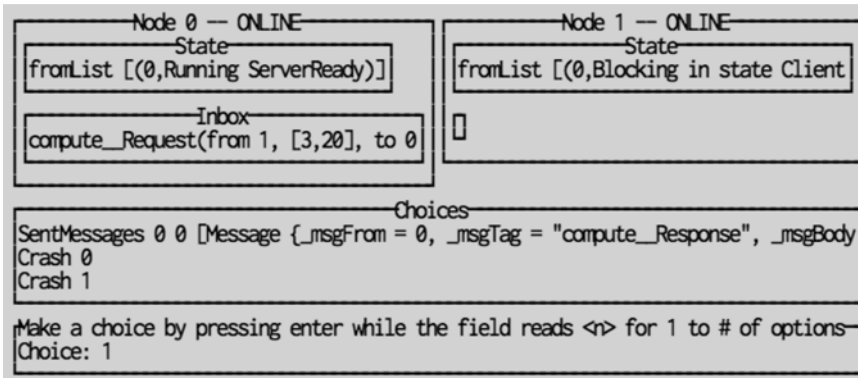 Node 0 -- ONLINE
State
fromList [(0,Running ServerReady)]
Inbox
compute__Request(from 1, [3,20], to 0
Node 1 -- ONLINE
State
fromList [(0,Blocking in state Client
Choices
SentMessages 0 0 [Message {_msgFrom = 0, _msgTag = "compute__Response", _msgBody
Crash 0
Crash 1
Make a choice by pressing enter while the field reads <n> for 1 to # of options
Choice: 1